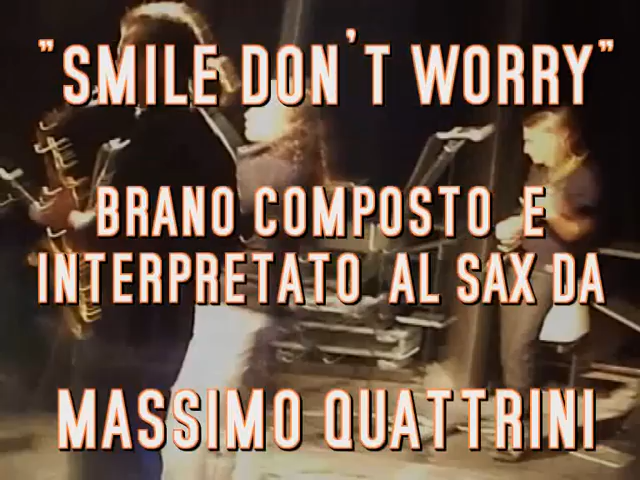 "SMILE DON'T WORRY"
BRANO COMPOSTO E
INTERPRETATO AL SAX DA
MASSIMO QUATTRINI